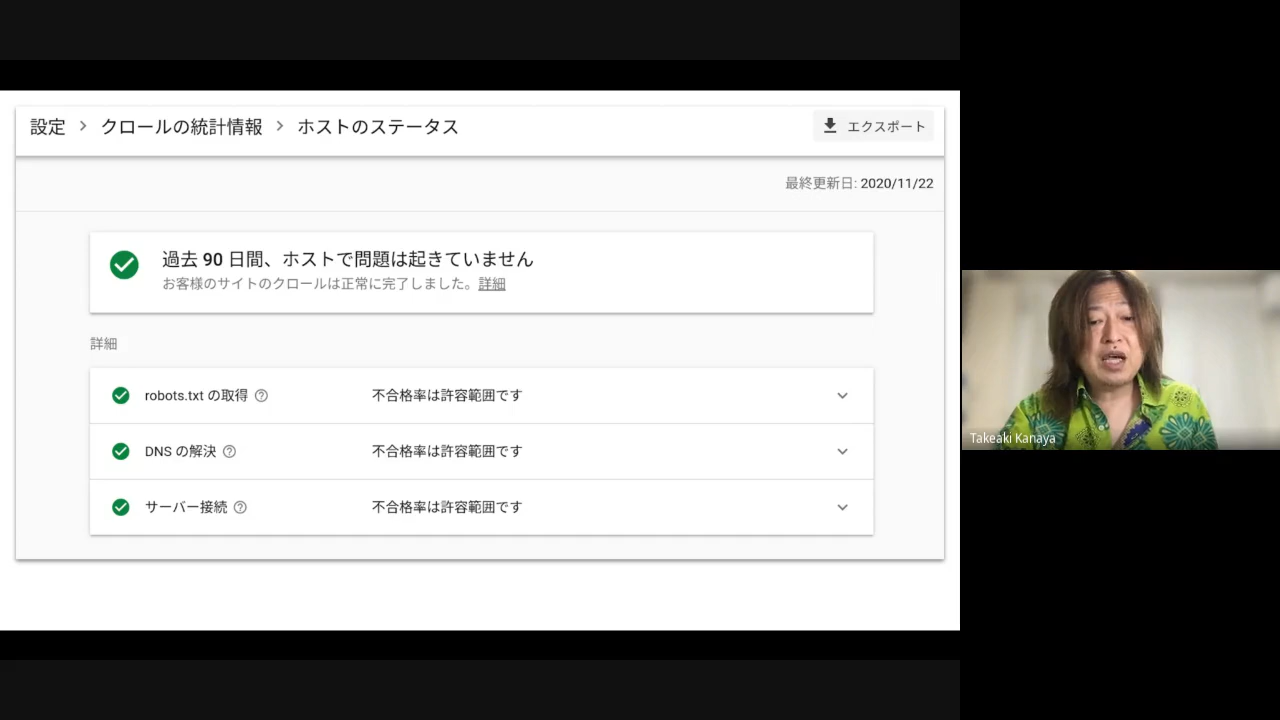 設定 > クロールの統計情報 > ホストのステータス
エクスポート
最終更新日: 2020/11/22
過去 90 日間、ホストで問題は起きていません
お客様のサイトのクロールは正常に完了しました。詳細
詳細
robots.txt の取得 不合格率は許容範囲です
DNS の解決 不合格率は許容範囲です
サーバー接続 不合格率は許容範囲です
Takeaki Kanaya